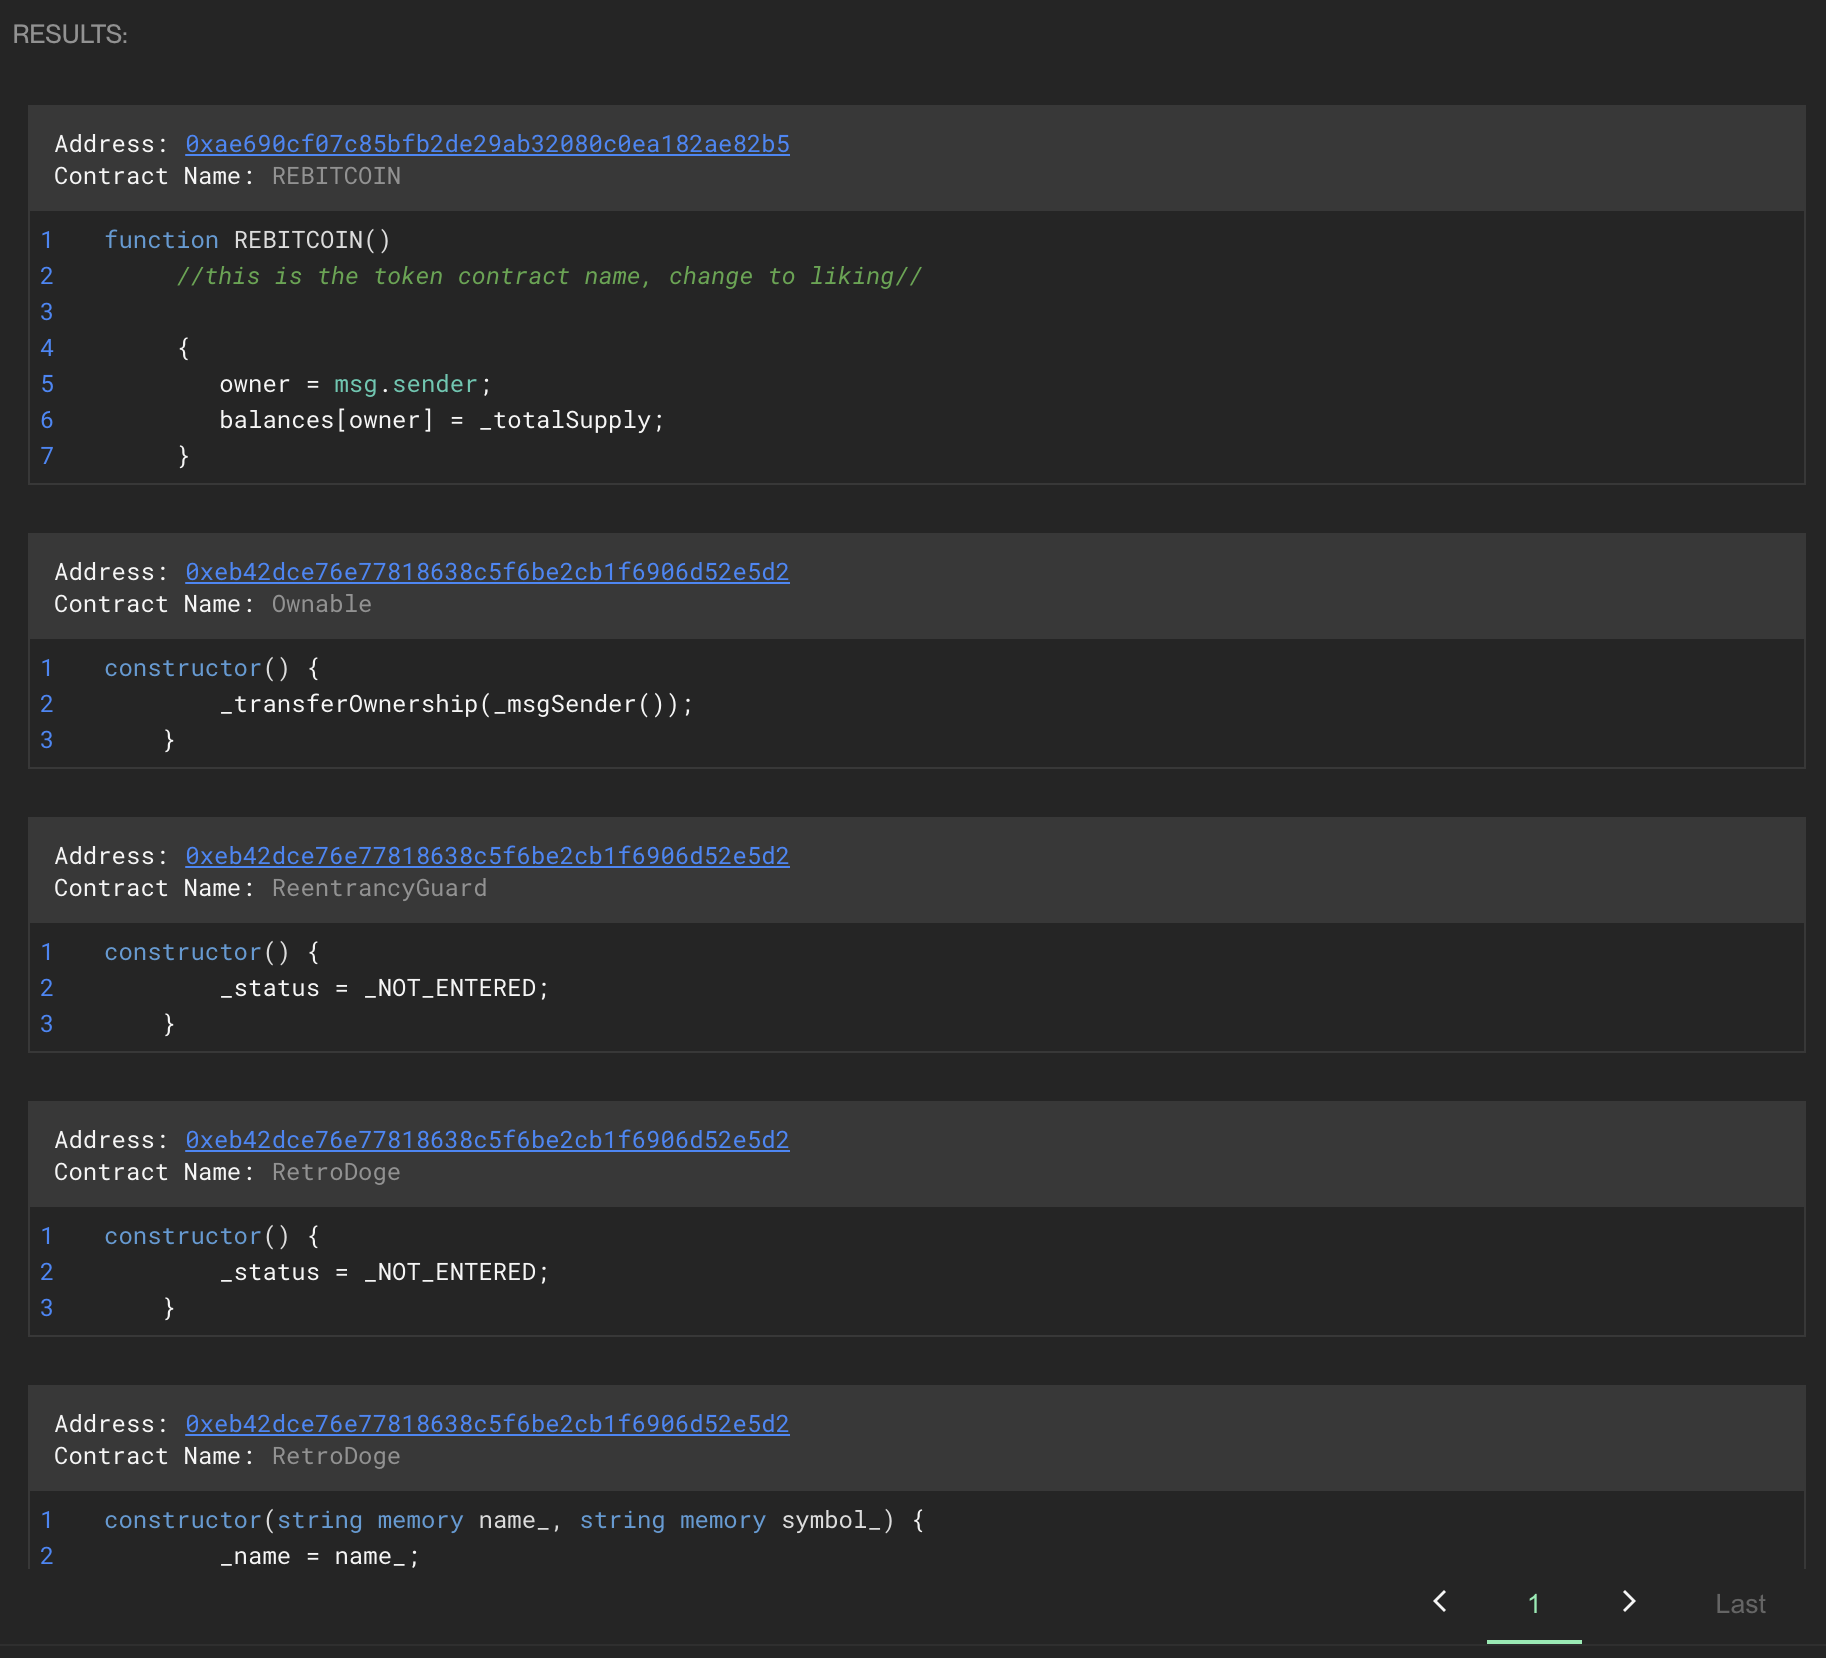 RESULTS:
Address: 0xae690cf07c85bfb2de29ab32080c0ea182ae82b5
Contract Name: REBITCOIN
1 function REBITCOIN()
2 //this is the token contract name, change to liking//
3
4 {
5 owner = msg.sender;
6 balances[owner] = _totalSupply;
7 }
Address: 0xeb42dce76e77818638c5f6be2cb1f6906d52e5d2
Contract Name: Ownable
1 constructor() {
2 _transferOwnership(_msgSender());
3 }
Address: 0xeb42dce76e77818638c5f6be2cb1f6906d52e5d2
Contract Name: ReentrancyGuard
1 constructor() {
2 _status = _NOT_ENTERED;
3 }
Address: 0xeb42dce76e77818638c5f6be2cb1f6906d52e5d2
Contract Name: RetroDoge
1 constructor() {
2 _status = _NOT_ENTERED;
3 }
Address: 0xeb42dce76e77818638c5f6be2cb1f6906d52e5d2
Contract Name: RetroDoge
1 constructor(string memory name_, string memory symbol_) {
2 _name = name_;
1 Last